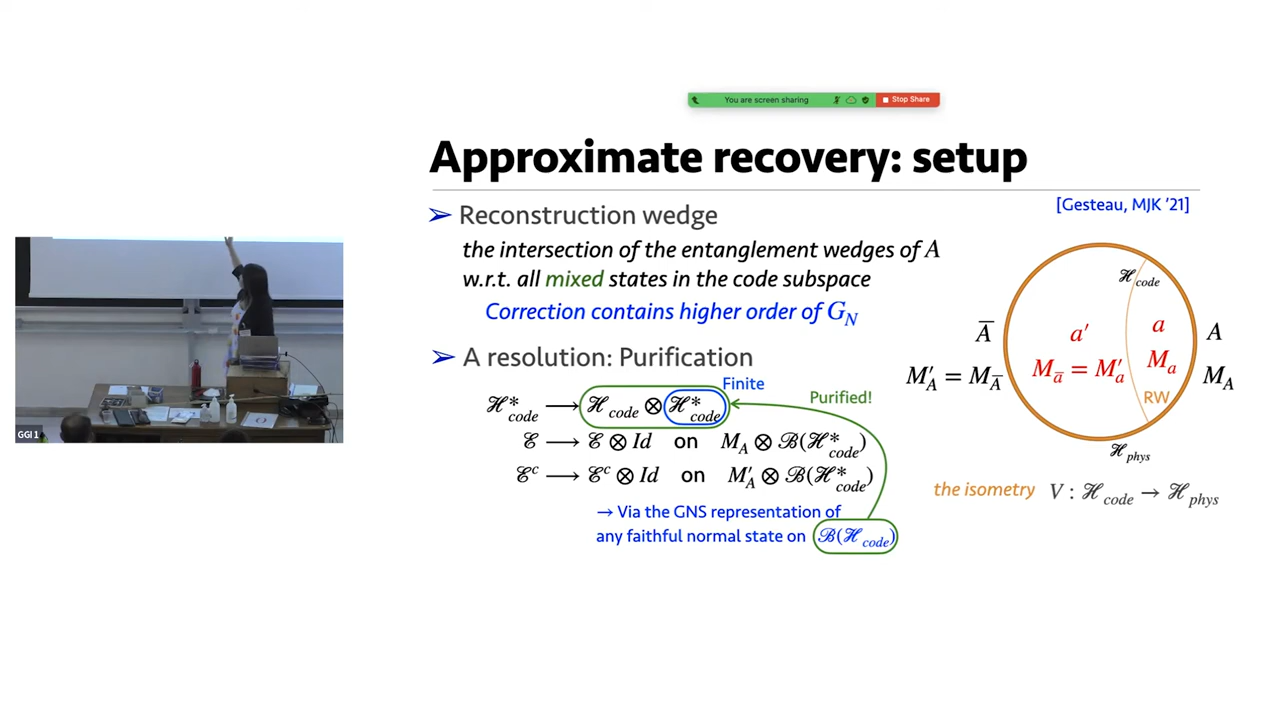 You are screen sharing
Stop Share
Approximate recovery: setup
[Gesteau, MJK '21]
➢ Reconstruction wedge
the intersection of the entanglement wedges of A
w.r.t. all mixed states in the code subspace
Correction contains higher order of G_N
➢ A resolution: Purification
Finite
Purified!
ℋ*_code ⟶ ℋ_code ⊗ ℋ*_code
ℰ ⟶ ℰ ⊗ Id on M_A ⊗ ℬ(ℋ*_code)
ℰ^c ⟶ ℰ^c ⊗ Id on M'_A ⊗ ℬ(ℋ*_code)
→ Via the GNS representation of
any faithful normal state on ℬ(ℋ_code)
ℋ_code
A̅
a′
a
A
M'_A = M_A̅
M_a̅ = M'_a
M_a
M_A
RW
ℋ_phys
the isometry V : ℋ_code → ℋ_phys
GGI 1